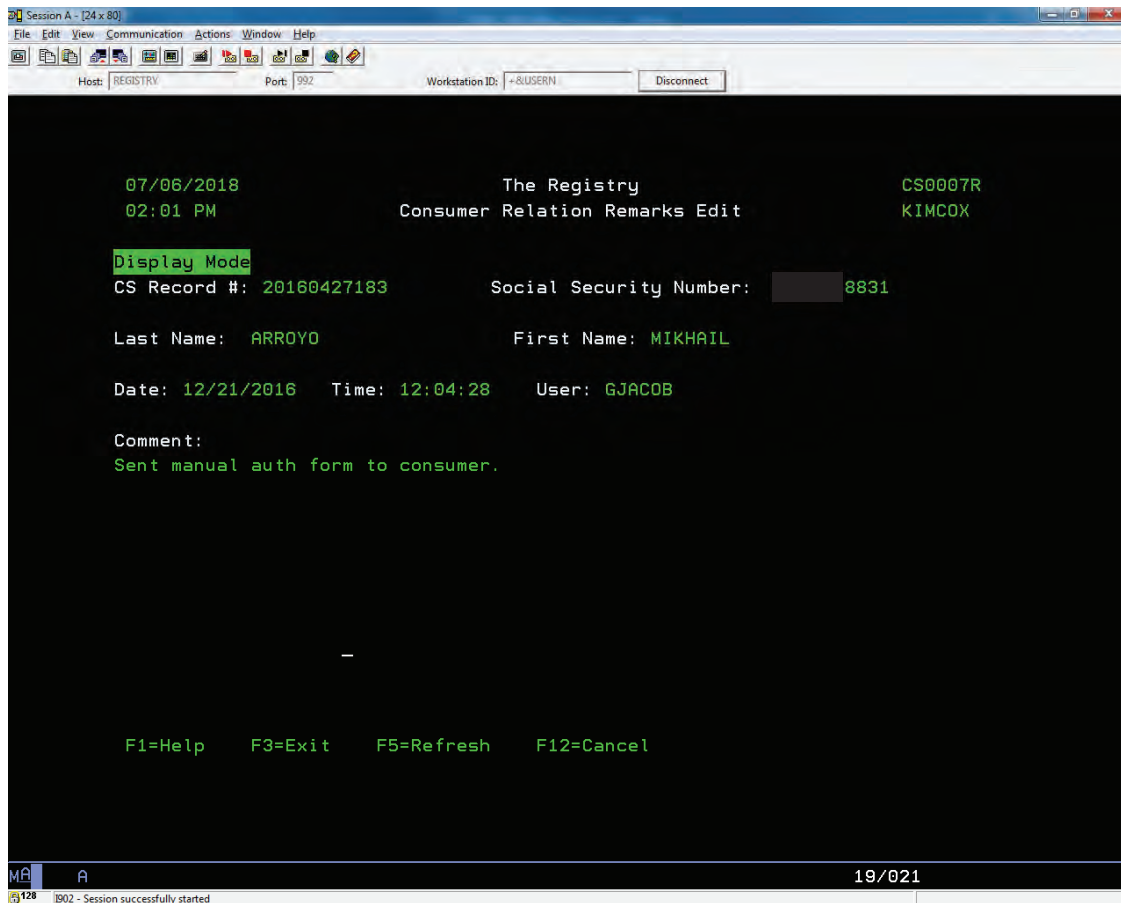 Session A - [24 x 80]
File Edit View Communication Actions Window Help
Host: REGISTRY Port: 992 Workstation ID: +&USERN Disconnect
07/06/2018 The Registry CS0007R
02:01 PM Consumer Relation Remarks Edit KIMCOX
Display Mode
CS Record #: 20160427183 Social Security Number: 8831
Last Name: ARROYO First Name: MIKHAIL
Date: 12/21/2016 Time: 12:04:28 User: GJACOB
Comment:
Sent manual auth form to consumer.
F1=Help F3=Exit F5=Refresh F12=Cancel
MA A 19/021
128 I902 - Session successfully started